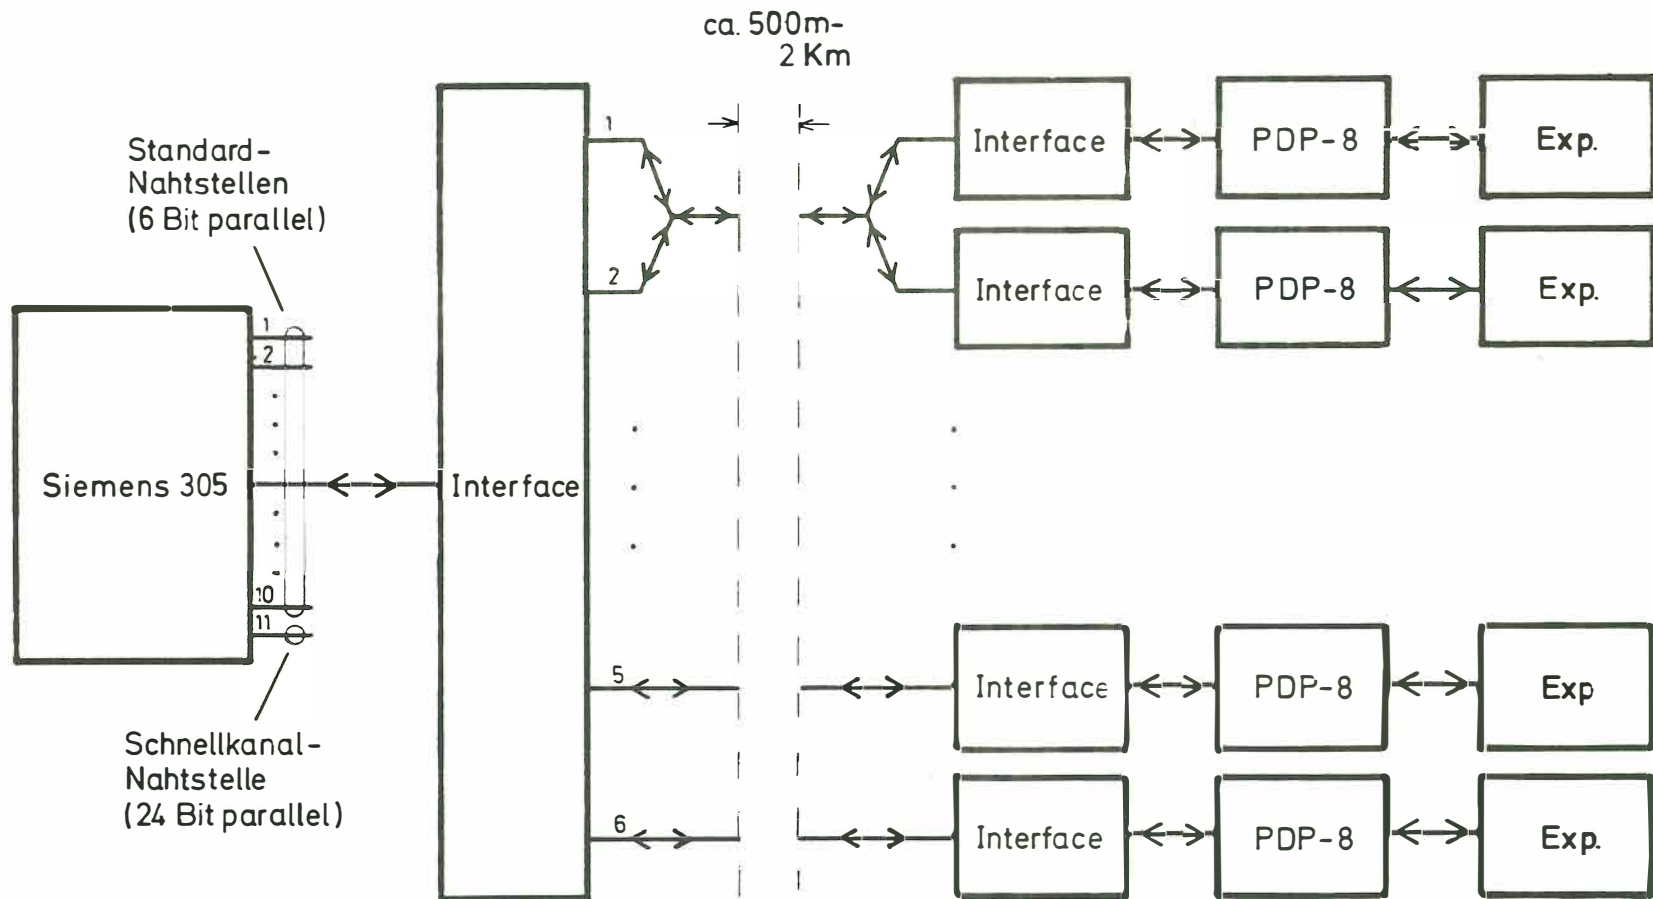 ca. 500m-
2 Km
Standard-
Nahtstellen
(6 Bit parallel)
1
2
10
11
Siemens 305
Schnellkanal-
Nahtstelle
(24 Bit parallel)
Interface
1
2
5
6
Interface PDP-8 Exp.
Interface PDP-8 Exp.
Interface PDP-8 Exp
Interface PDP-8 Exp.